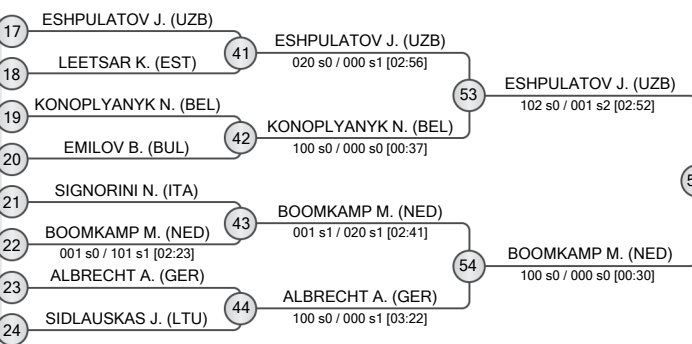 17
ESHPULATOV J. (UZB)
18
LEETSAR K. (EST)
19
KONOPLYANYK N. (BEL)
20
EMILOV B. (BUL)
21
SIGNORINI N. (ITA)
22
BOOMKAMP M. (NED)
001 s0 / 101 s1 [02:23]
23
ALBRECHT A. (GER)
24
SIDLAUSKAS J. (LTU)
41
ESHPULATOV J. (UZB)
020 s0 / 000 s1 [02:56]
42
KONOPLYANYK N. (BEL)
100 s0 / 000 s0 [00:37]
43
BOOMKAMP M. (NED)
001 s1 / 020 s1 [02:41]
44
ALBRECHT A. (GER)
100 s0 / 000 s1 [03:22]
53
ESHPULATOV J. (UZB)
102 s0 / 001 s2 [02:52]
54
BOOMKAMP M. (NED)
100 s0 / 000 s0 [00:30]